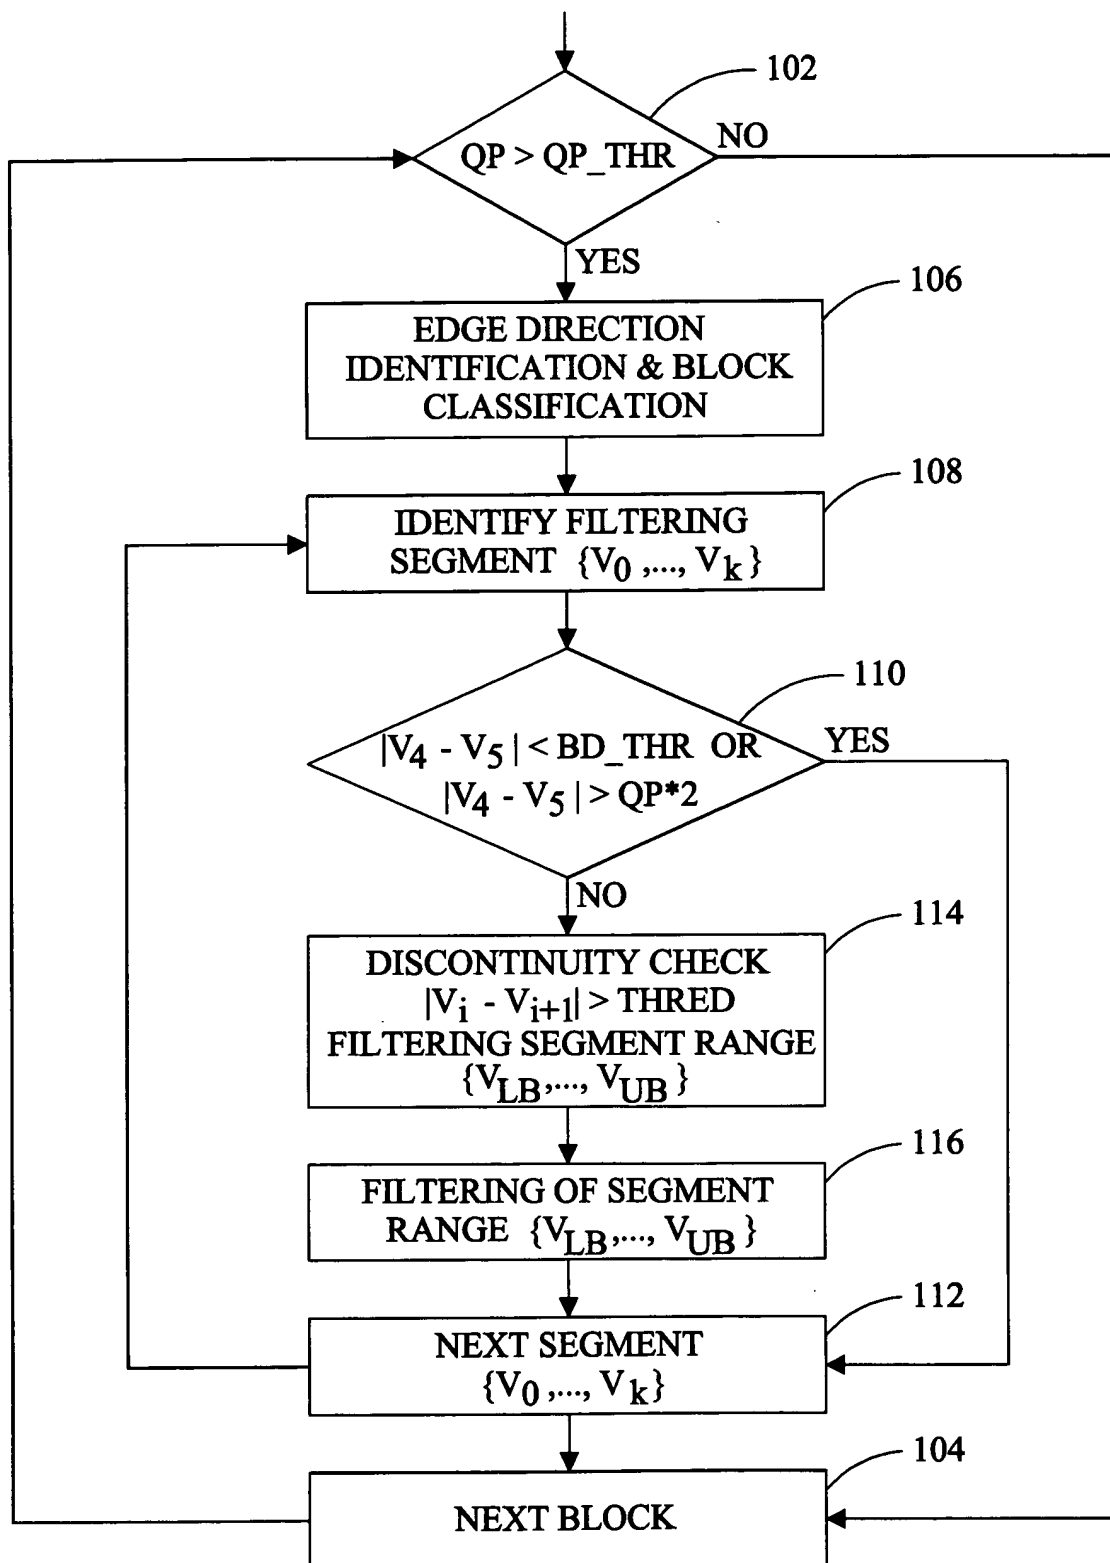 102
QP > QP_THR
NO
YES
106
EDGE DIRECTION
IDENTIFICATION & BLOCK
CLASSIFICATION
108
IDENTIFY FILTERING
SEGMENT {V0 ,..., Vk}
110
|V4 - V5 | < BD_THR OR
|V4 - V5 | > QP*2
YES
NO
114
DISCONTINUITY CHECK
|Vi - Vi+1| > THRED
FILTERING SEGMENT RANGE
{VLB,..., VUB }
116
FILTERING OF SEGMENT
RANGE {VLB,..., VUB }
112
NEXT SEGMENT
{V0 ,..., Vk}
104
NEXT BLOCK